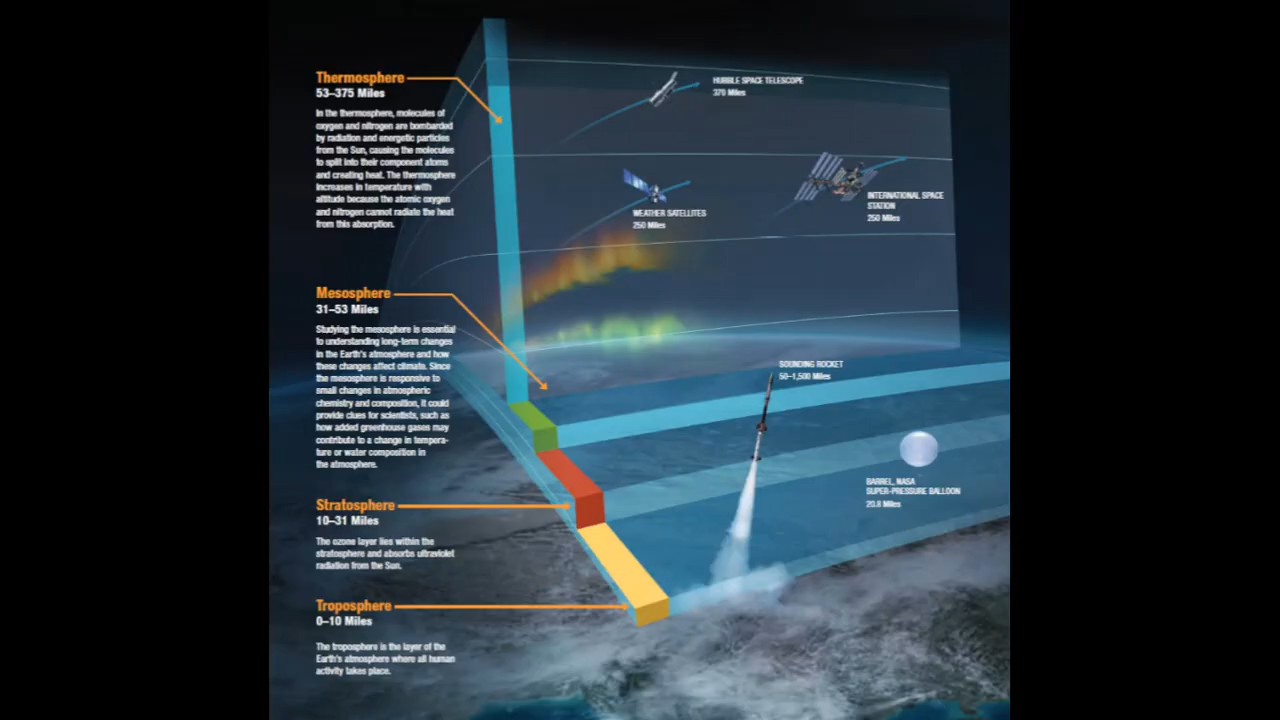 Thermosphere
53–375 Miles
In the thermosphere, molecules of
oxygen and nitrogen are bombarded
by radiation and energetic particles
from the Sun, causing the molecules
to split into their component atoms
and creating heat. The thermosphere
increases in temperature with
altitude because the atomic oxygen
and nitrogen cannot radiate the heat
from this absorption.
HUBBLE SPACE TELESCOPE
370 Miles
WEATHER SATELLITES
250 Miles
INTERNATIONAL SPACE
STATION
250 Miles
Mesosphere
31–53 Miles
Studying the mesosphere is essential
to understanding long-term changes
in the Earth's atmosphere and how
these changes affect climate. Since
the mesosphere is responsive to
small changes in atmospheric
chemistry and composition, it could
provide clues for scientists, such as
how added greenhouse gases may
contribute to a change in tempera-
ture or water composition in
the atmosphere.
SOUNDING ROCKET
50–1,500 Miles
BARREL, NASA
SUPER-PRESSURE BALLOON
20.8 Miles
Stratosphere
10–31 Miles
The ozone layer lies within the
stratosphere and absorbs ultraviolet
radiation from the Sun.
Troposphere
0–10 Miles
The troposphere is the layer of the
Earth's atmosphere where all human
activity takes place.